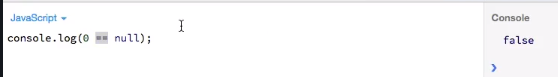 JavaScript
console.log(0 == null);
Console
false